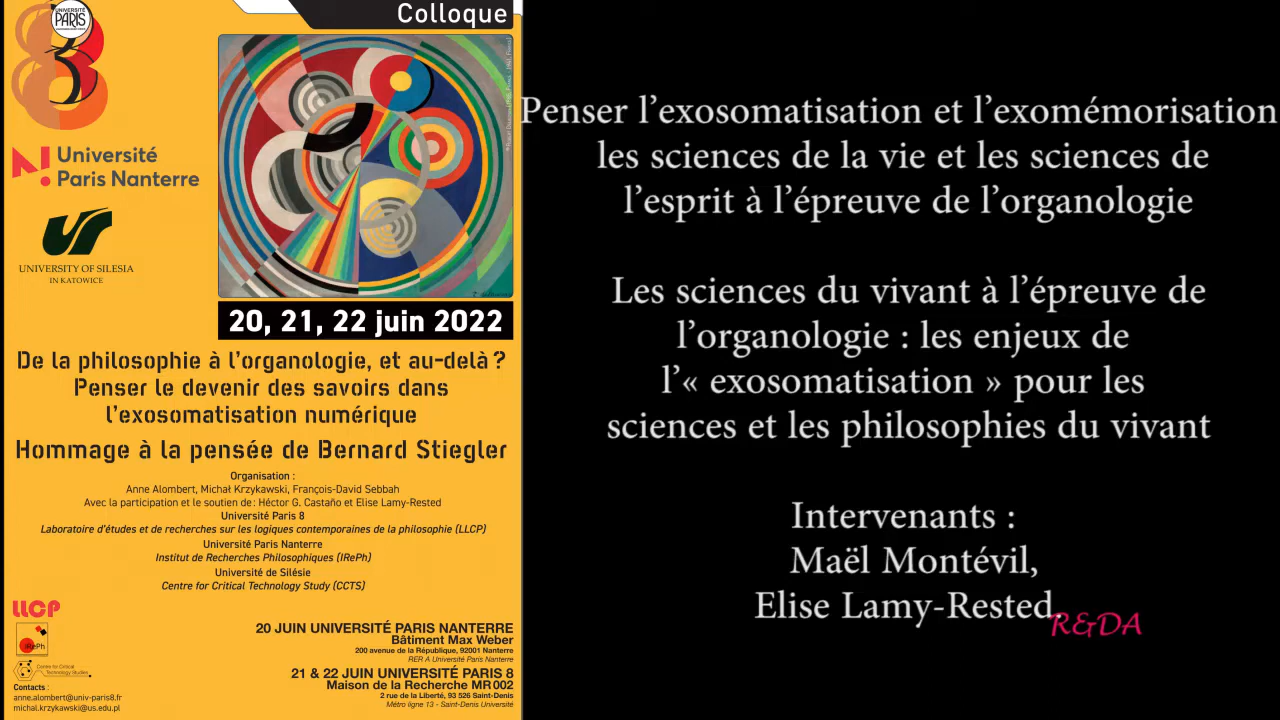 Colloque
UNIVERSITÉ
PARIS
Université
Paris Nanterre
UNIVERSITY OF SILESIA
IN KATOWICE
20, 21, 22 juin 2022
De la philosophie à l'organologie, et au-delà ?
Penser le devenir des savoirs dans
l'exosomatisation numérique
Hommage à la pensée de Bernard Stiegler
Organisation :
Anne Alombert, Michał Krzykawski, François-David Sebbah
Avec la participation et le soutien de : Héctor G. Castaño et Elise Lamy-Rested
Université Paris 8
Laboratoire d'études et de recherches sur les logiques contemporaines de la philosophie (LLCP)
Université Paris Nanterre
Institut de Recherches Philosophiques (IRePh)
Université de Silésie
Centre for Critical Technology Study (CCTS)
LLCP
IRePh
Centre for Critical
Technology Studies
Contacts :
anne.alombert@univ-paris8.fr
michal.krzykawski@us.edu.pl
20 JUIN UNIVERSITÉ PARIS NANTERRE
Bâtiment Max Weber
200 avenue de la République, 92001 Nanterre
RER A Université Paris Nanterre
21 & 22 JUIN UNIVERSITÉ PARIS 8
Maison de la Recherche MR 002
2 rue de la Liberté, 93 526 Saint-Denis
Métro ligne 13 - Saint-Denis Université
Penser l'exosomatisation et l'exomémorisation
les sciences de la vie et les sciences de
l'esprit à l'épreuve de l'organologie
Les sciences du vivant à l'épreuve de
l'organologie : les enjeux de
l'« exosomatisation » pour les
sciences et les philosophies du vivant
Intervenants :
Maël Montévil,
Elise Lamy-Rested.
R&DA